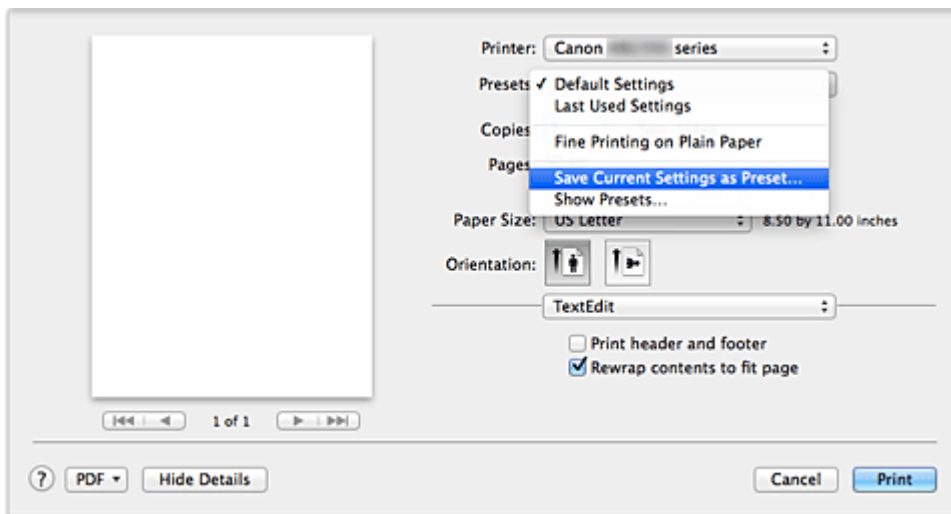 Printer: Canon series
Presets ✓ Default Settings
Last Used Settings
Copies
Fine Printing on Plain Paper
Pages
Save Current Settings as Preset...
Show Presets...
Paper Size: US Letter 8.50 by 11.00 inches
Orientation:
TextEdit
Print header and footer
Rewrap contents to fit page
1 of 1
? PDF Hide Details Cancel Print